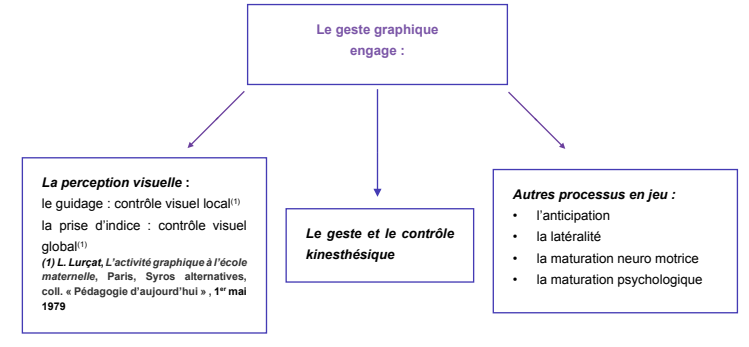 Le geste graphique
engage :
La perception visuelle :
le guidage : contrôle visuel local(1)
la prise d'indice : contrôle visuel
global(1)
(1) L. Lurçat, L'activité graphique à l'école
maternelle, Paris, Syros alternatives,
coll. « Pédagogie d'aujourd'hui » , 1er mai
1979
Le geste et le contrôle
kinesthésique
Autres processus en jeu :
• l'anticipation
• la latéralité
• la maturation neuro motrice
• la maturation psychologique